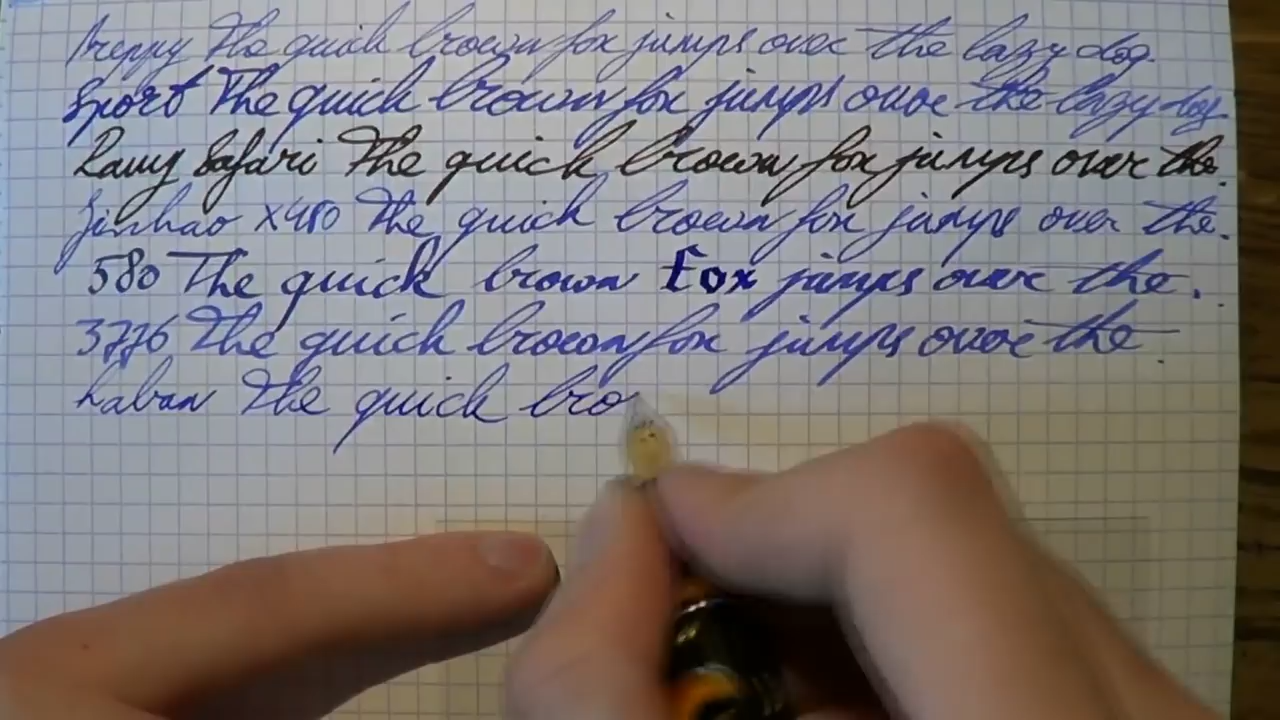 Preppy The quick brown fox jumps over the lazy dog.
Sport The quick brown fox jumps over the lazy dog.
Lamy Safari The quick brown fox jumps over the.
Jinhao X450 The quick brown fox jumps over the.
580 The quick brown fox jumps over the.
3776 The quick brown fox jumps over the.
Laban The quick bro